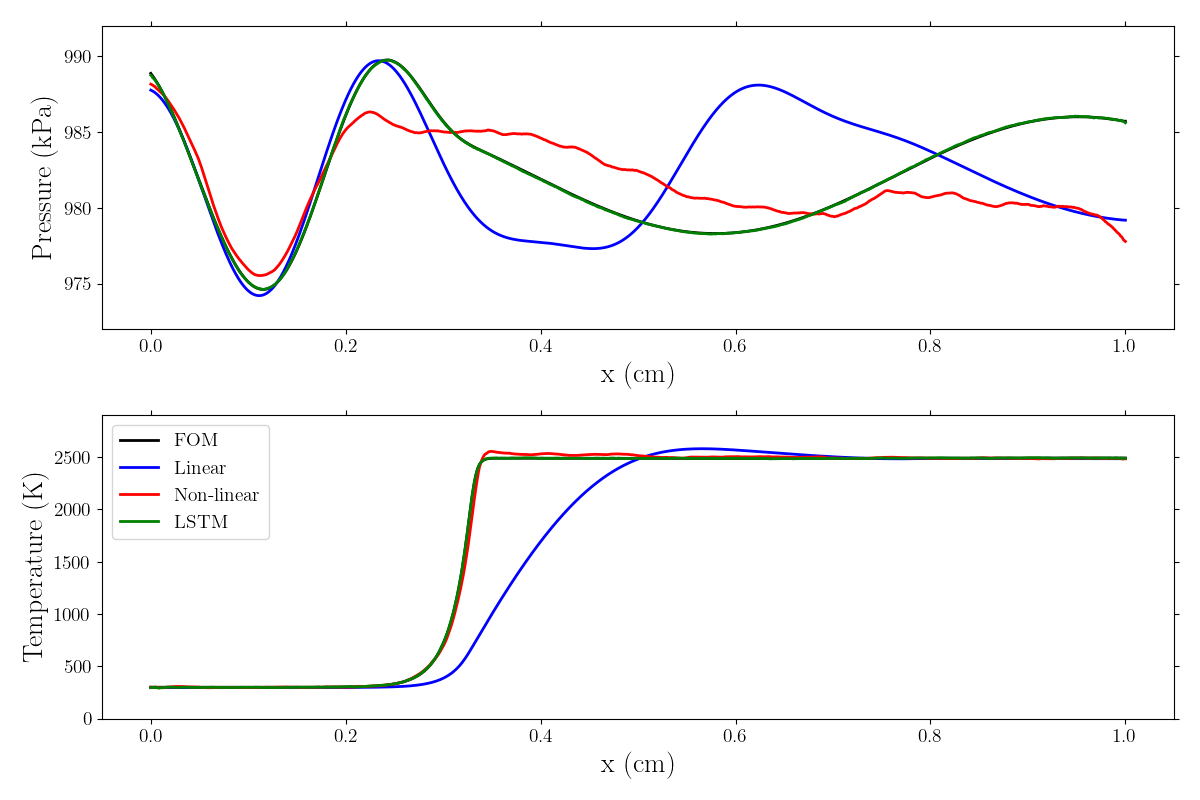 990
985
980
975
Pressure (kPa)
0.0 0.2 0.4 0.6 0.8 1.0
x (cm)
FOM
Linear
Non-linear
LSTM
2500
2000
1500
1000
500
0
Temperature (K)
0.0 0.2 0.4 0.6 0.8 1.0
x (cm)